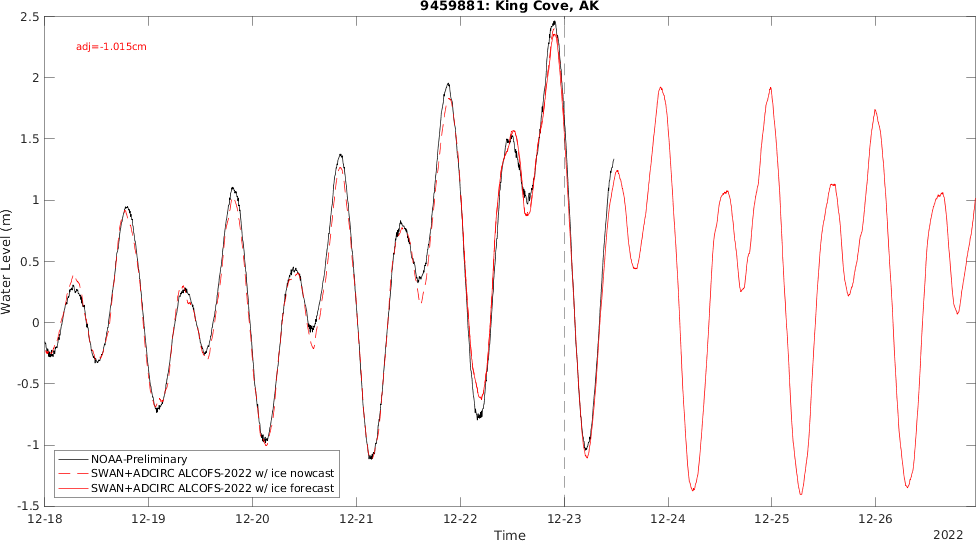 9459881: King Cove, AK
adj=-1.015cm
2.5
2
1.5
1
0.5
0
-0.5
-1
-1.5
Water Level (m)
NOAA-Preliminary
SWAN+ADCIRC ALCOFS-2022 w/ ice nowcast
SWAN+ADCIRC ALCOFS-2022 w/ ice forecast
12-18 12-19 12-20 12-21 12-22 12-23 12-24 12-25 12-26
Time
2022